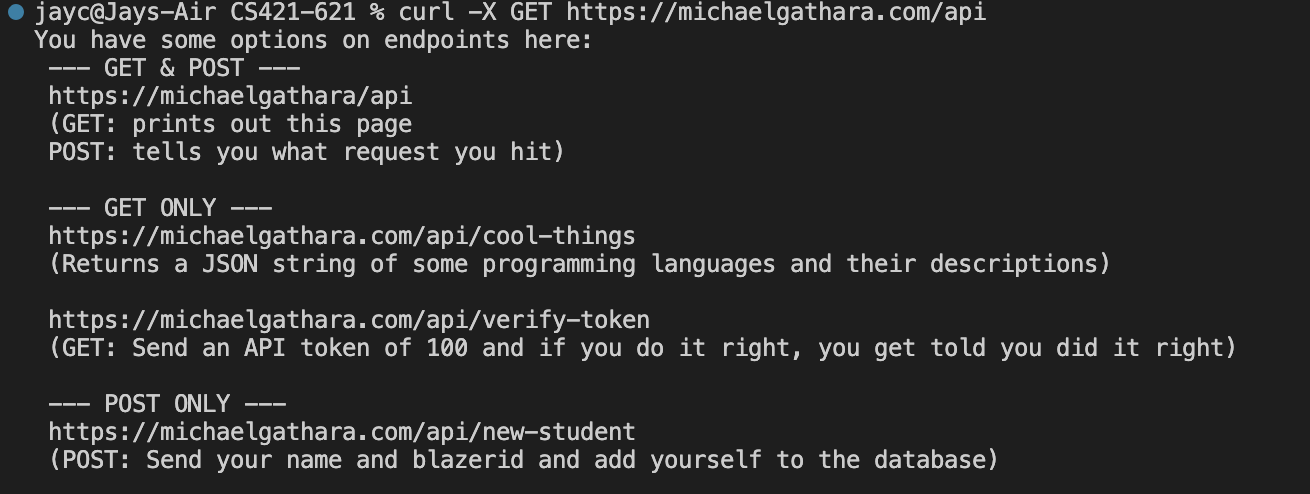 jayc@Jays-Air CS421-621 % curl -X GET https://michaelgathara.com/api
You have some options on endpoints here:
--- GET & POST ---
https://michaelgathara/api
(GET: prints out this page
POST: tells you what request you hit)
--- GET ONLY ---
https://michaelgathara.com/api/cool-things
(Returns a JSON string of some programming languages and their descriptions)
https://michaelgathara.com/api/verify-token
(GET: Send an API token of 100 and if you do it right, you get told you did it right)
--- POST ONLY ---
https://michaelgathara.com/api/new-student
(POST: Send your name and blazerid and add yourself to the database)